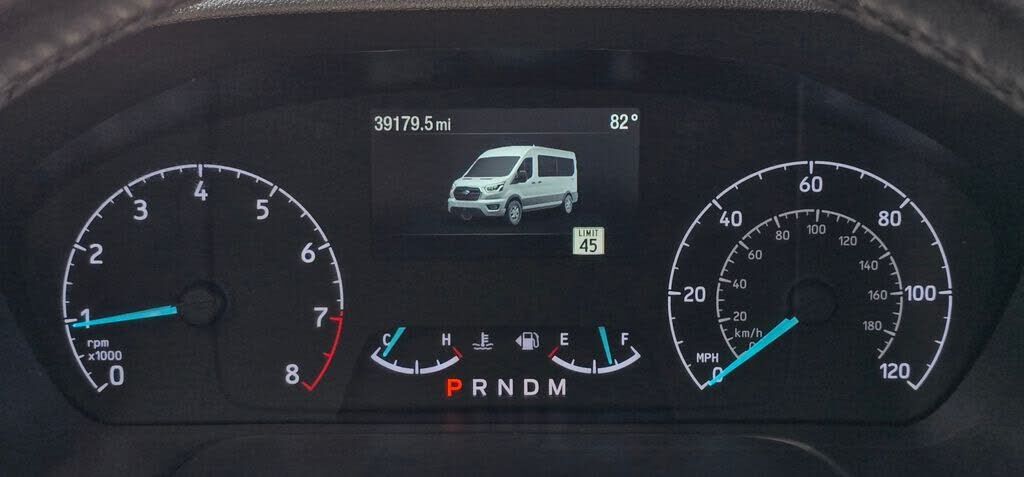 39179.5 mi 82°
LIMIT
45
0 1 2 3 4 5 6 7 8
rpm
x1000
C H
E F
P R N D M
0 20 40 60 80 100 120
MPH
km/h
0 20 40 60 80 100 120 140 160 180